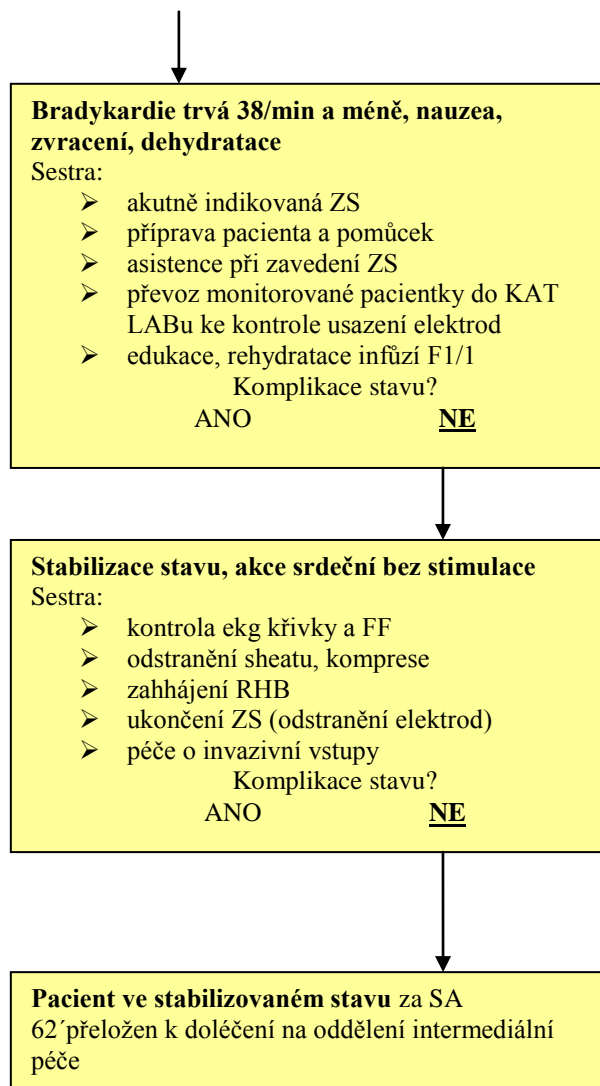 Bradykardie trvá 38/min a méně, nauzea,
zvracení, dehydratace
Sestra:
➢ akutně indikovaná ZS
➢ příprava pacienta a pomůcek
➢ asistence při zavedení ZS
➢ převoz monitorované pacientky do KAT
LABu ke kontrole usazení elektrod
➢ edukace, rehydratace infůzí F1/1
Komplikace stavu?
ANO NE
Stabilizace stavu, akce srdeční bez stimulace
Sestra:
➢ kontrola ekg křivky a FF
➢ odstranění sheatu, komprese
➢ zahhájení RHB
➢ ukončení ZS (odstranění elektrod)
➢ péče o invazivní vstupy
Komplikace stavu?
ANO NE
Pacient ve stabilizovaném stavu za SA
62´přeložen k doléčení na oddělení intermediální
péče